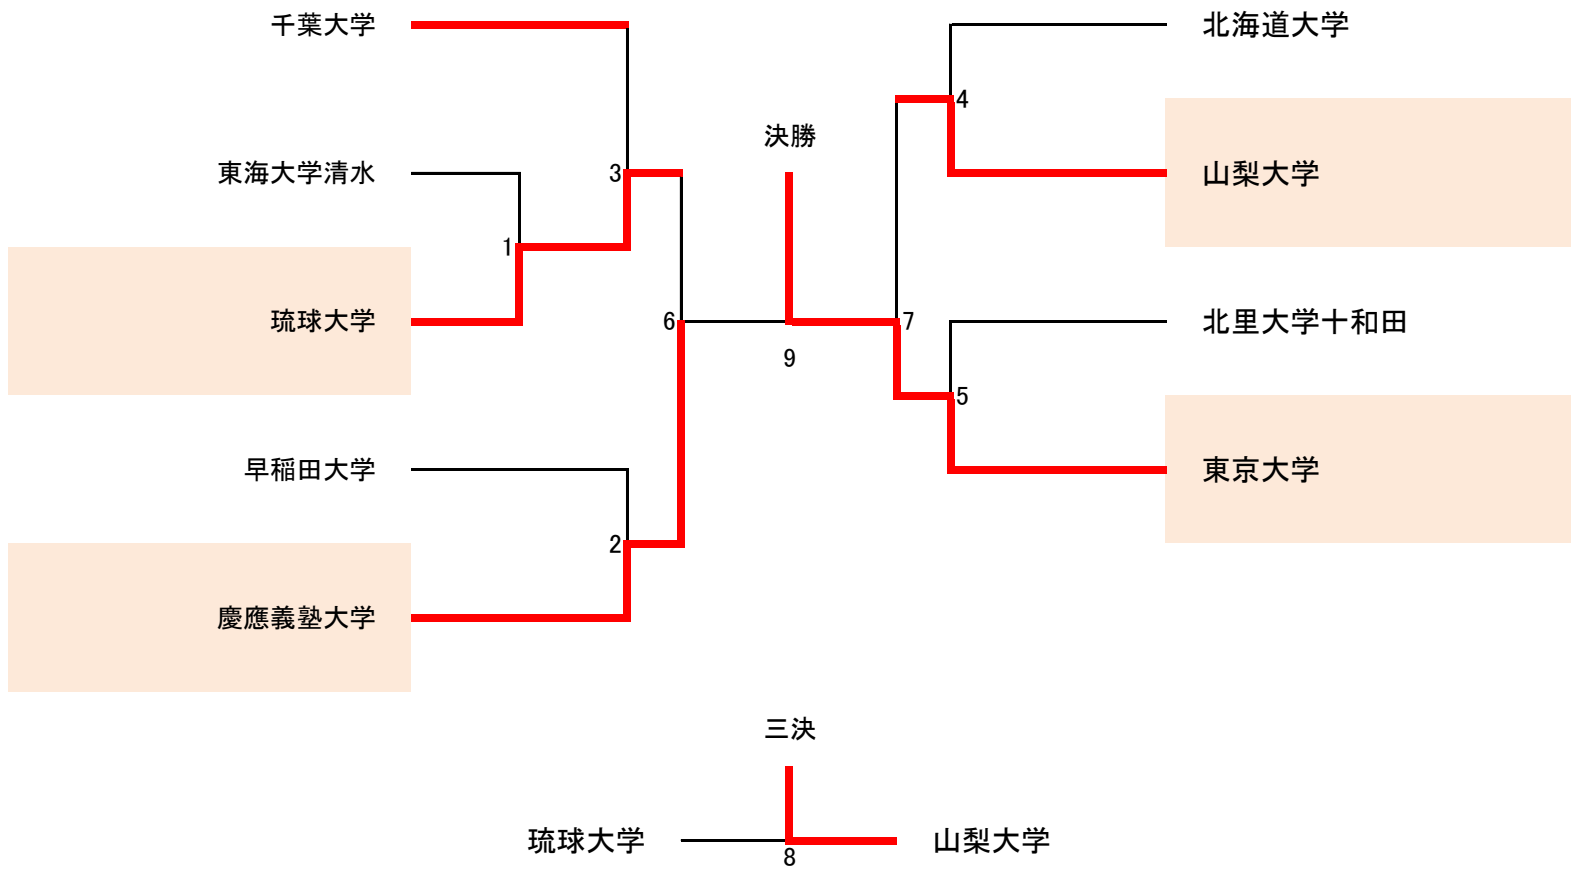 千葉大学
北海道大学
4
決勝
東海大学清水
3
山梨大学
1
琉球大学
6
7
北里大学十和田
9
5
早稲田大学
東京大学
2
慶應義塾大学
三決
琉球大学
山梨大学
8